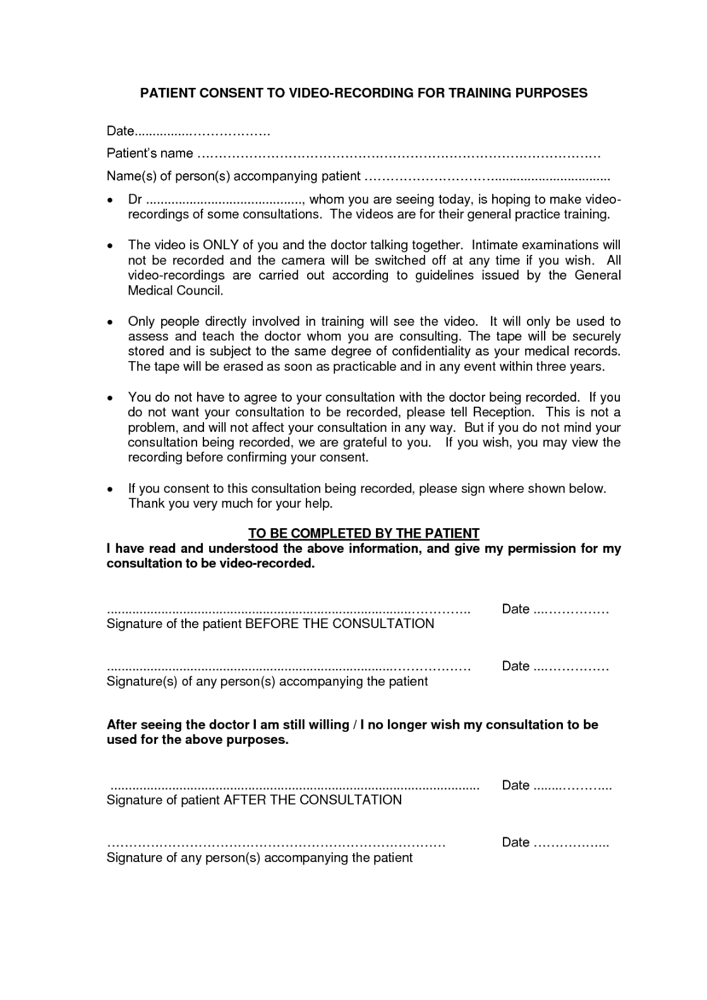 PATIENT CONSENT TO VIDEO-RECORDING FOR TRAINING PURPOSES
Date...............……………….
Patient's name …………………………………………………………………………………
Name(s) of person(s) accompanying patient ………………………..................................
• Dr ..........................................., whom you are seeing today, is hoping to make video-
recordings of some consultations.  The videos are for their general practice training.
• The video is ONLY of you and the doctor talking together.  Intimate examinations will
not be recorded and the camera will be switched off at any time if you wish.  All
video-recordings are carried out according to guidelines issued by the General
Medical Council.
• Only people directly involved in training will see the video.  It will only be used to
assess and teach the doctor whom you are consulting. The tape will be securely
stored and is subject to the same degree of confidentiality as your medical records.
The tape will be erased as soon as practicable and in any event within three years.
• You do not have to agree to your consultation with the doctor being recorded.  If you
do not want your consultation to be recorded, please tell Reception.  This is not a
problem, and will not affect your consultation in any way.  But if you do not mind your
consultation being recorded, we are grateful to you.  If you wish, you may view the
recording before confirming your consent.
• If you consent to this consultation being recorded, please sign where shown below.
Thank you very much for your help.
TO BE COMPLETED BY THE PATIENT
I have read and understood the above information, and give my permission for my
consultation to be video-recorded.
....................................................................................…………. Date ...……………
Signature of the patient BEFORE THE CONSULTATION
...............................................................................………………. Date ...……………
Signature(s) of any person(s) accompanying the patient
After seeing the doctor I am still willing / I no longer wish my consultation to be
used for the above purposes.
...................................................................................................... Date ........………...
Signature of patient AFTER THE CONSULTATION
…………………………………………………………………… Date ……………...
Signature of any person(s) accompanying the patient